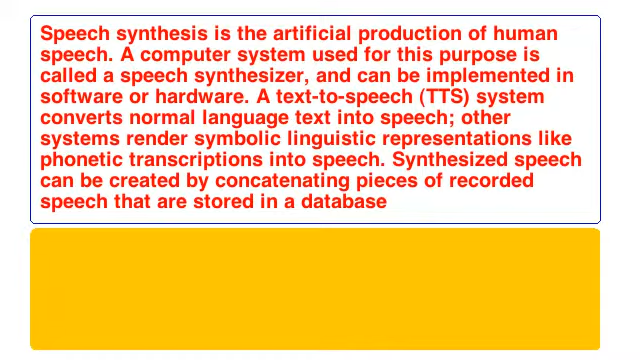 Speech synthesis is the artificial production of human
speech. A computer system used for this purpose is
called a speech synthesizer, and can be implemented in
software or hardware. A text-to-speech (TTS) system
converts normal language text into speech; other
systems render symbolic linguistic representations like
phonetic transcriptions into speech. Synthesized speech
can be created by concatenating pieces of recorded
speech that are stored in a database